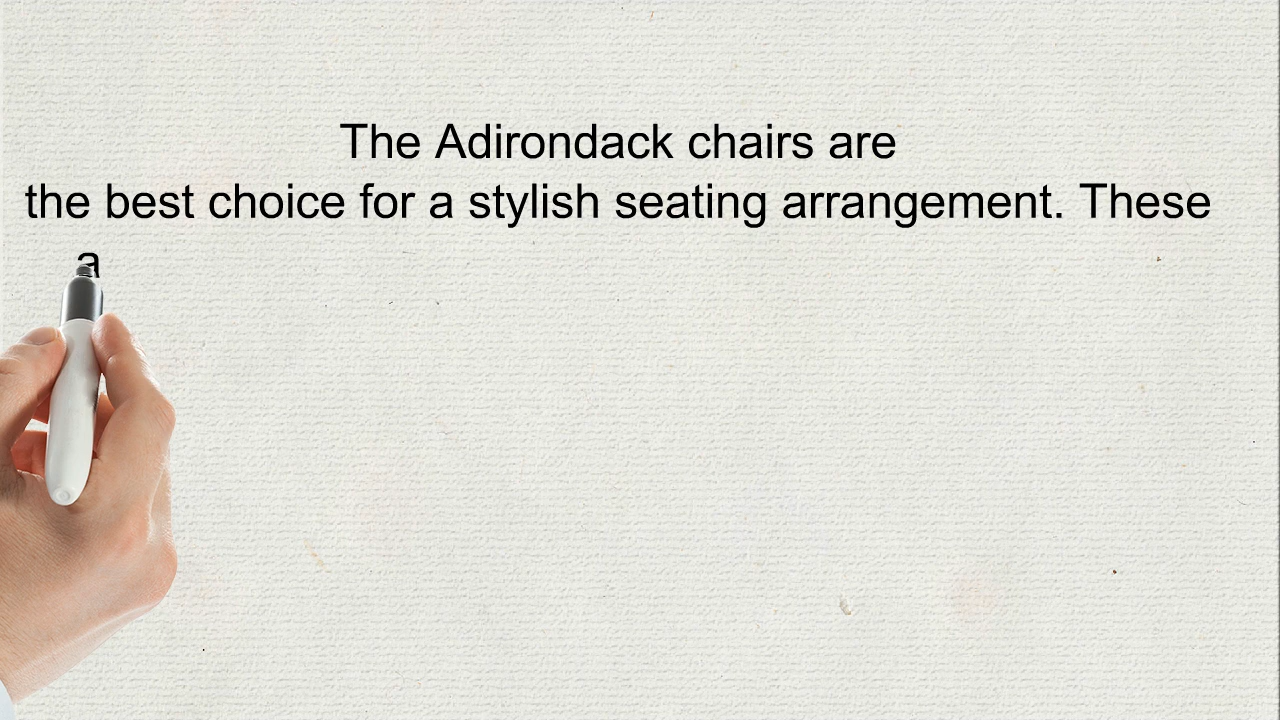 The Adirondack chairs are
the best choice for a stylish seating arrangement. These
a